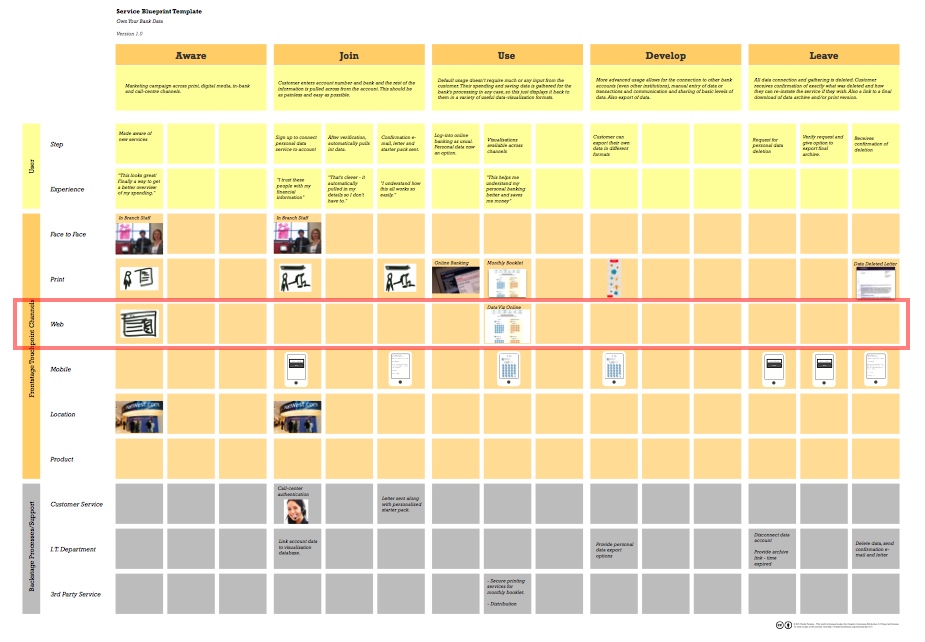 Service Blueprint Template
Own Your Bank Data
Version 1.0
Aware
Join
Use
Develop
Leave
Marketing campaign across print, digital media, in-bank
and call-centre channels.
Customer enters account number and bank and the rest of the
information is pulled across from the account. This should be
as painless and easy as possible.
Default usage doesn't require much or any input from the
customer. Their spending and saving data is gathered for the
bank's processing in any case, so this just displays it back to
them in a variety of useful data-visualisation formats.
More advanced usage allows for the connection to other bank
accounts (even other institutions), manual entry of data or
transactions and communication and sharing of basic levels of
data. Also export of data.
All data connection and gathering is deleted. Customer
receives confirmation of exactly what was deleted and how
they can re-instate the service if they wish. Also a link to a final
download of data archive and/or print version.
User
Step
Made aware of
new services
Sign up to connect
personal data
service to account
After verification,
automatically pulls
in data.
Confirmation e-
mail, letter and
starter pack sent.
Log-into online
banking as usual.
Personal data now
an option.
Visualisations
available across
channels
Customer can
export their own
data in different
formats
Request for
personal data
deletion
Verify request and
give option to
export final
archive.
Receives
confirmation of
deletion
Experience
"This looks great!
Finally a way to get
a better overview
of my spending."
"I trust these
people with my
financial
information"
"That's clever - it
automatically
pulled in my
details so I don't
have to."
"I understand how
this all works so
easily."
"This helps me
understand my
personal banking
better and saves
me money"
Frontstage Touchpoint Channels
Face to Face
In Branch Staff
In Branch Staff
Print
Online Banking
Monthly Booklet
Data Deleted Letter
Web
Data Viz Online
Mobile
Location
Product
Backstage Processes/Support
Customer Service
Call-center
authentication
Letter sent along
with personalized
starter pack.
I.T. Department
Link account data
to visualisation
database.
Provide personal
data export
options
Disconnect data
account
Provide archive
link - time
expired
Delete data, send
confirmation e-
mail and letter
3rd Party Service
- Secure printing
services for
monthly booklet.
- Distribution